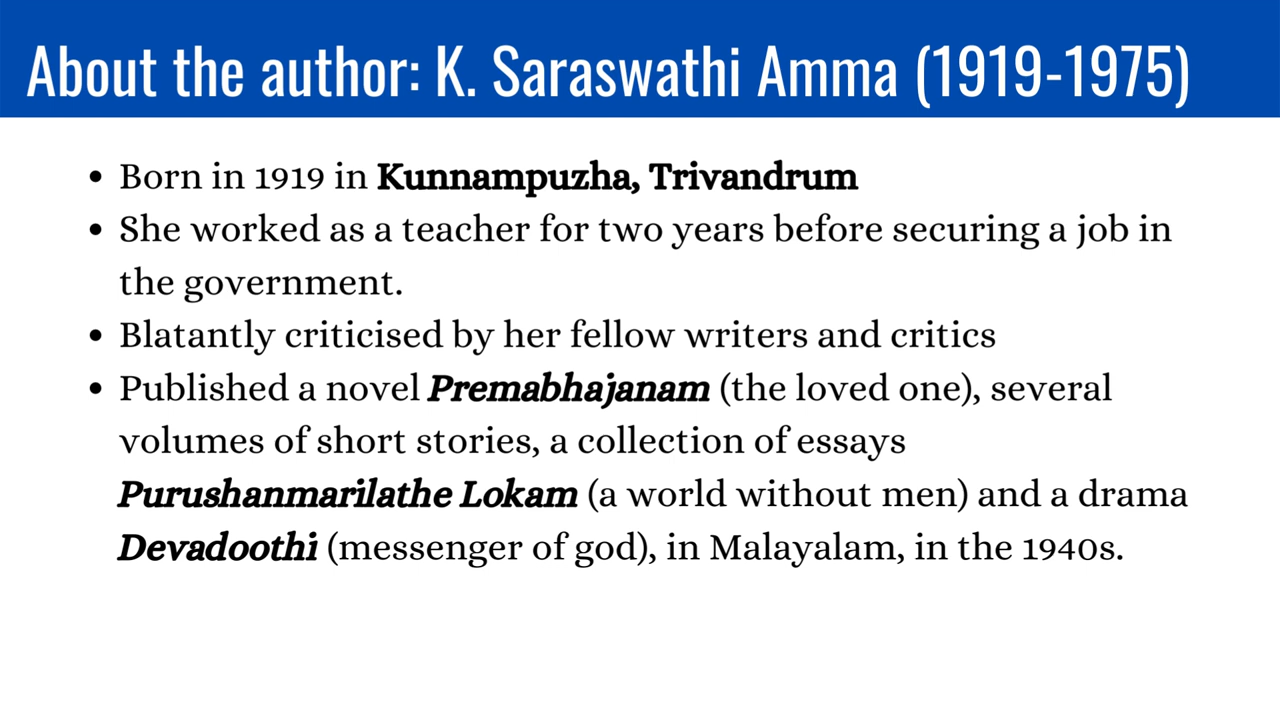 About the author: K. Saraswathi Amma (1919-1975)
• Born in 1919 in Kunnampuzha, Trivandrum
• She worked as a teacher for two years before securing a job in
the government.
• Blatantly criticised by her fellow writers and critics
• Published a novel Premabhajanam (the loved one), several
volumes of short stories, a collection of essays
Purushanmarilathe Lokam (a world without men) and a drama
Devadoothi (messenger of god), in Malayalam, in the 1940s.